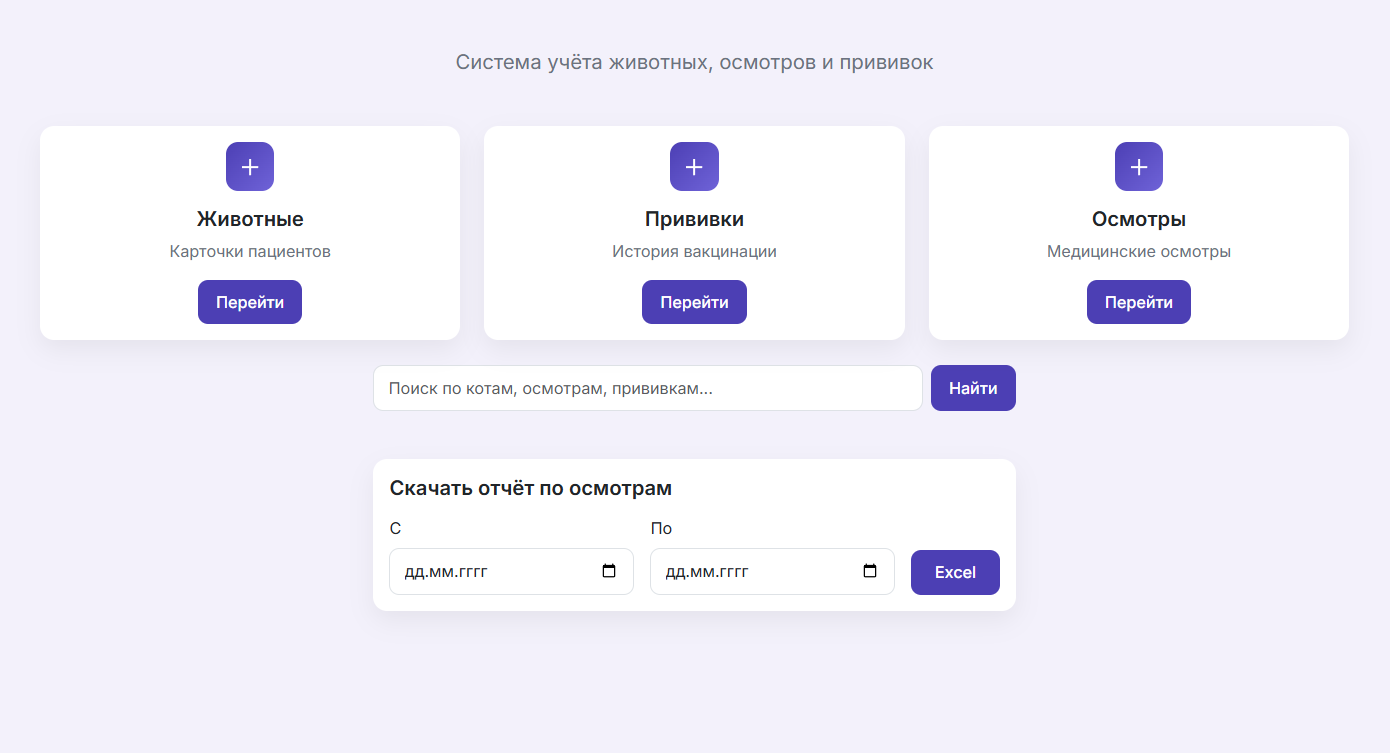 Система учёта животных, осмотров и прививок
Животные
Карточки пациентов
Перейти
Прививки
История вакцинации
Перейти
Осмотры
Медицинские осмотры
Перейти
Поиск по котам, осмотрам, прививкам...
Найти
Скачать отчёт по осмотрам
С
По
дд.мм.гггг
дд.мм.гггг
Excel